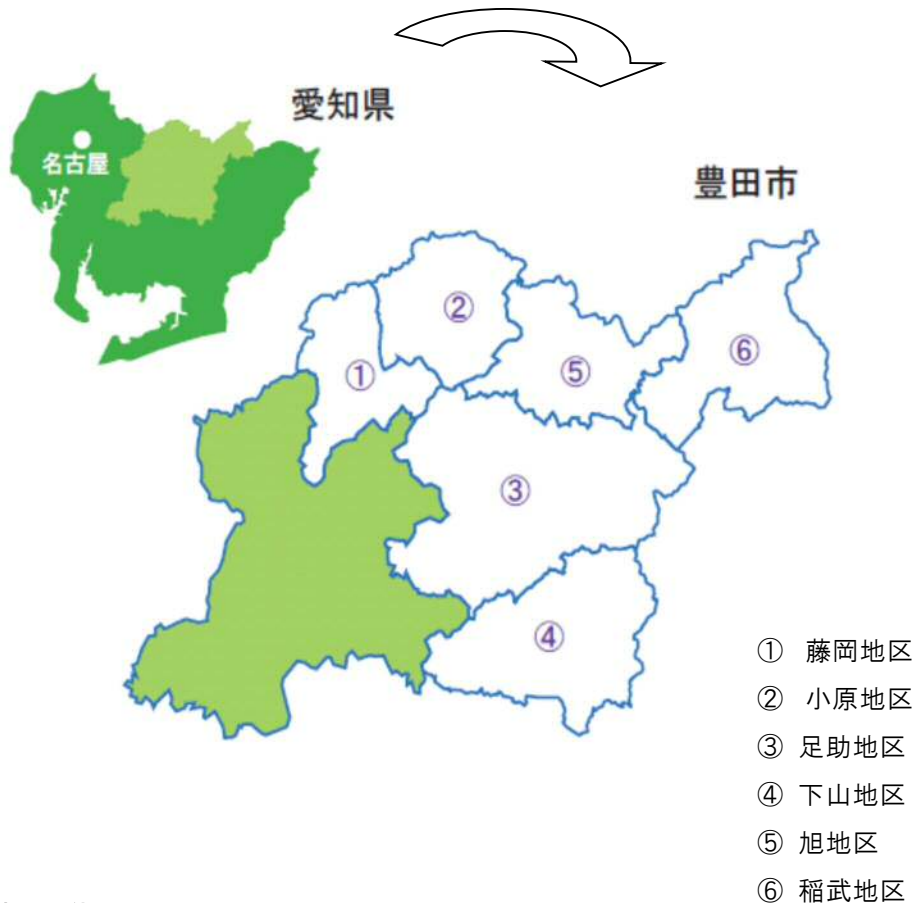 愛知県
名古屋
豊田市
②
⑥
①
⑤
③
④
① 藤岡地区
② 小原地区
③ 足助地区
④ 下山地区
⑤ 旭地区
⑥ 稲武地区